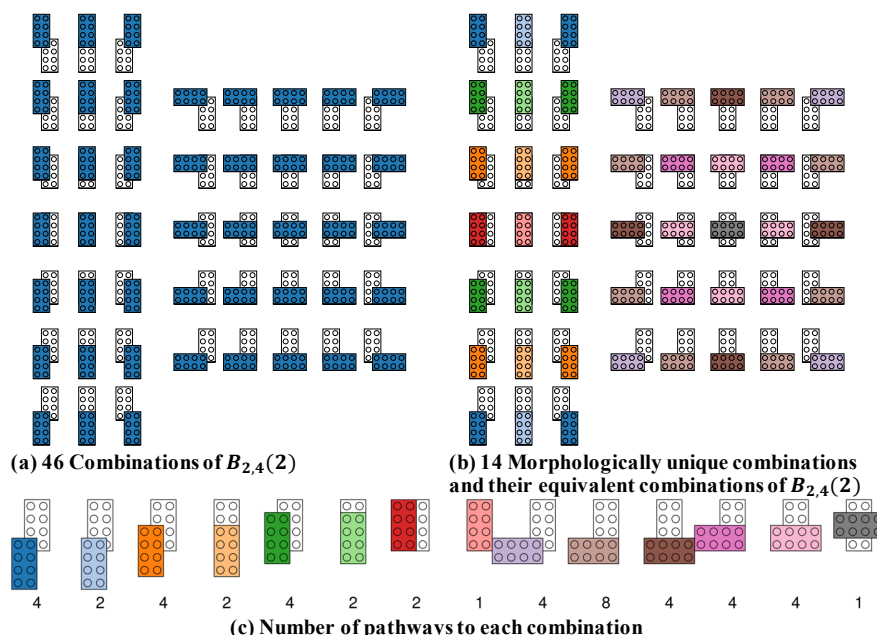 (a) 46 Combinations of B2,4(2)
(b) 14 Morphologically unique combinations
and their equivalent combinations of B2,4(2)
4 2 4 2 4 2 2 1 4 8 4 4 4 1
(c) Number of pathways to each combination